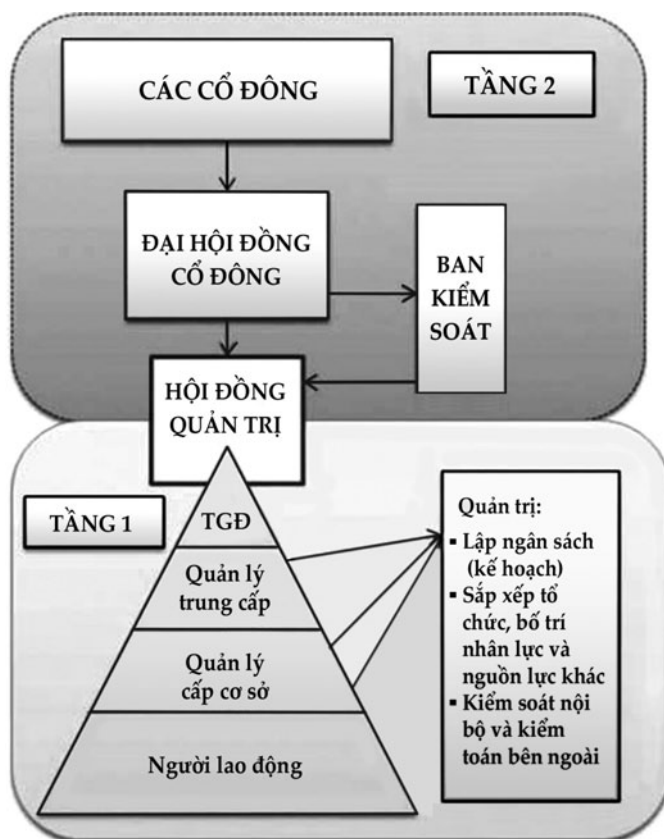 CÁC CỔ ĐÔNG
TẦNG 2
ĐẠI HỘI ĐỒNG
CỔ ĐÔNG
BAN
KIỂM
SOÁT
HỘI ĐỒNG
QUẢN TRỊ
TẦNG 1
TGĐ
Quản lý
trung cấp
Quản lý
cấp cơ sở
Người lao động
Quản trị:
▪ Lập ngân sách
(kế hoạch)
▪ Sắp xếp tổ
chức, bố trí
nhân lực và
nguồn lực khác
▪ Kiểm soát nội
bộ và kiểm
toán bên ngoài